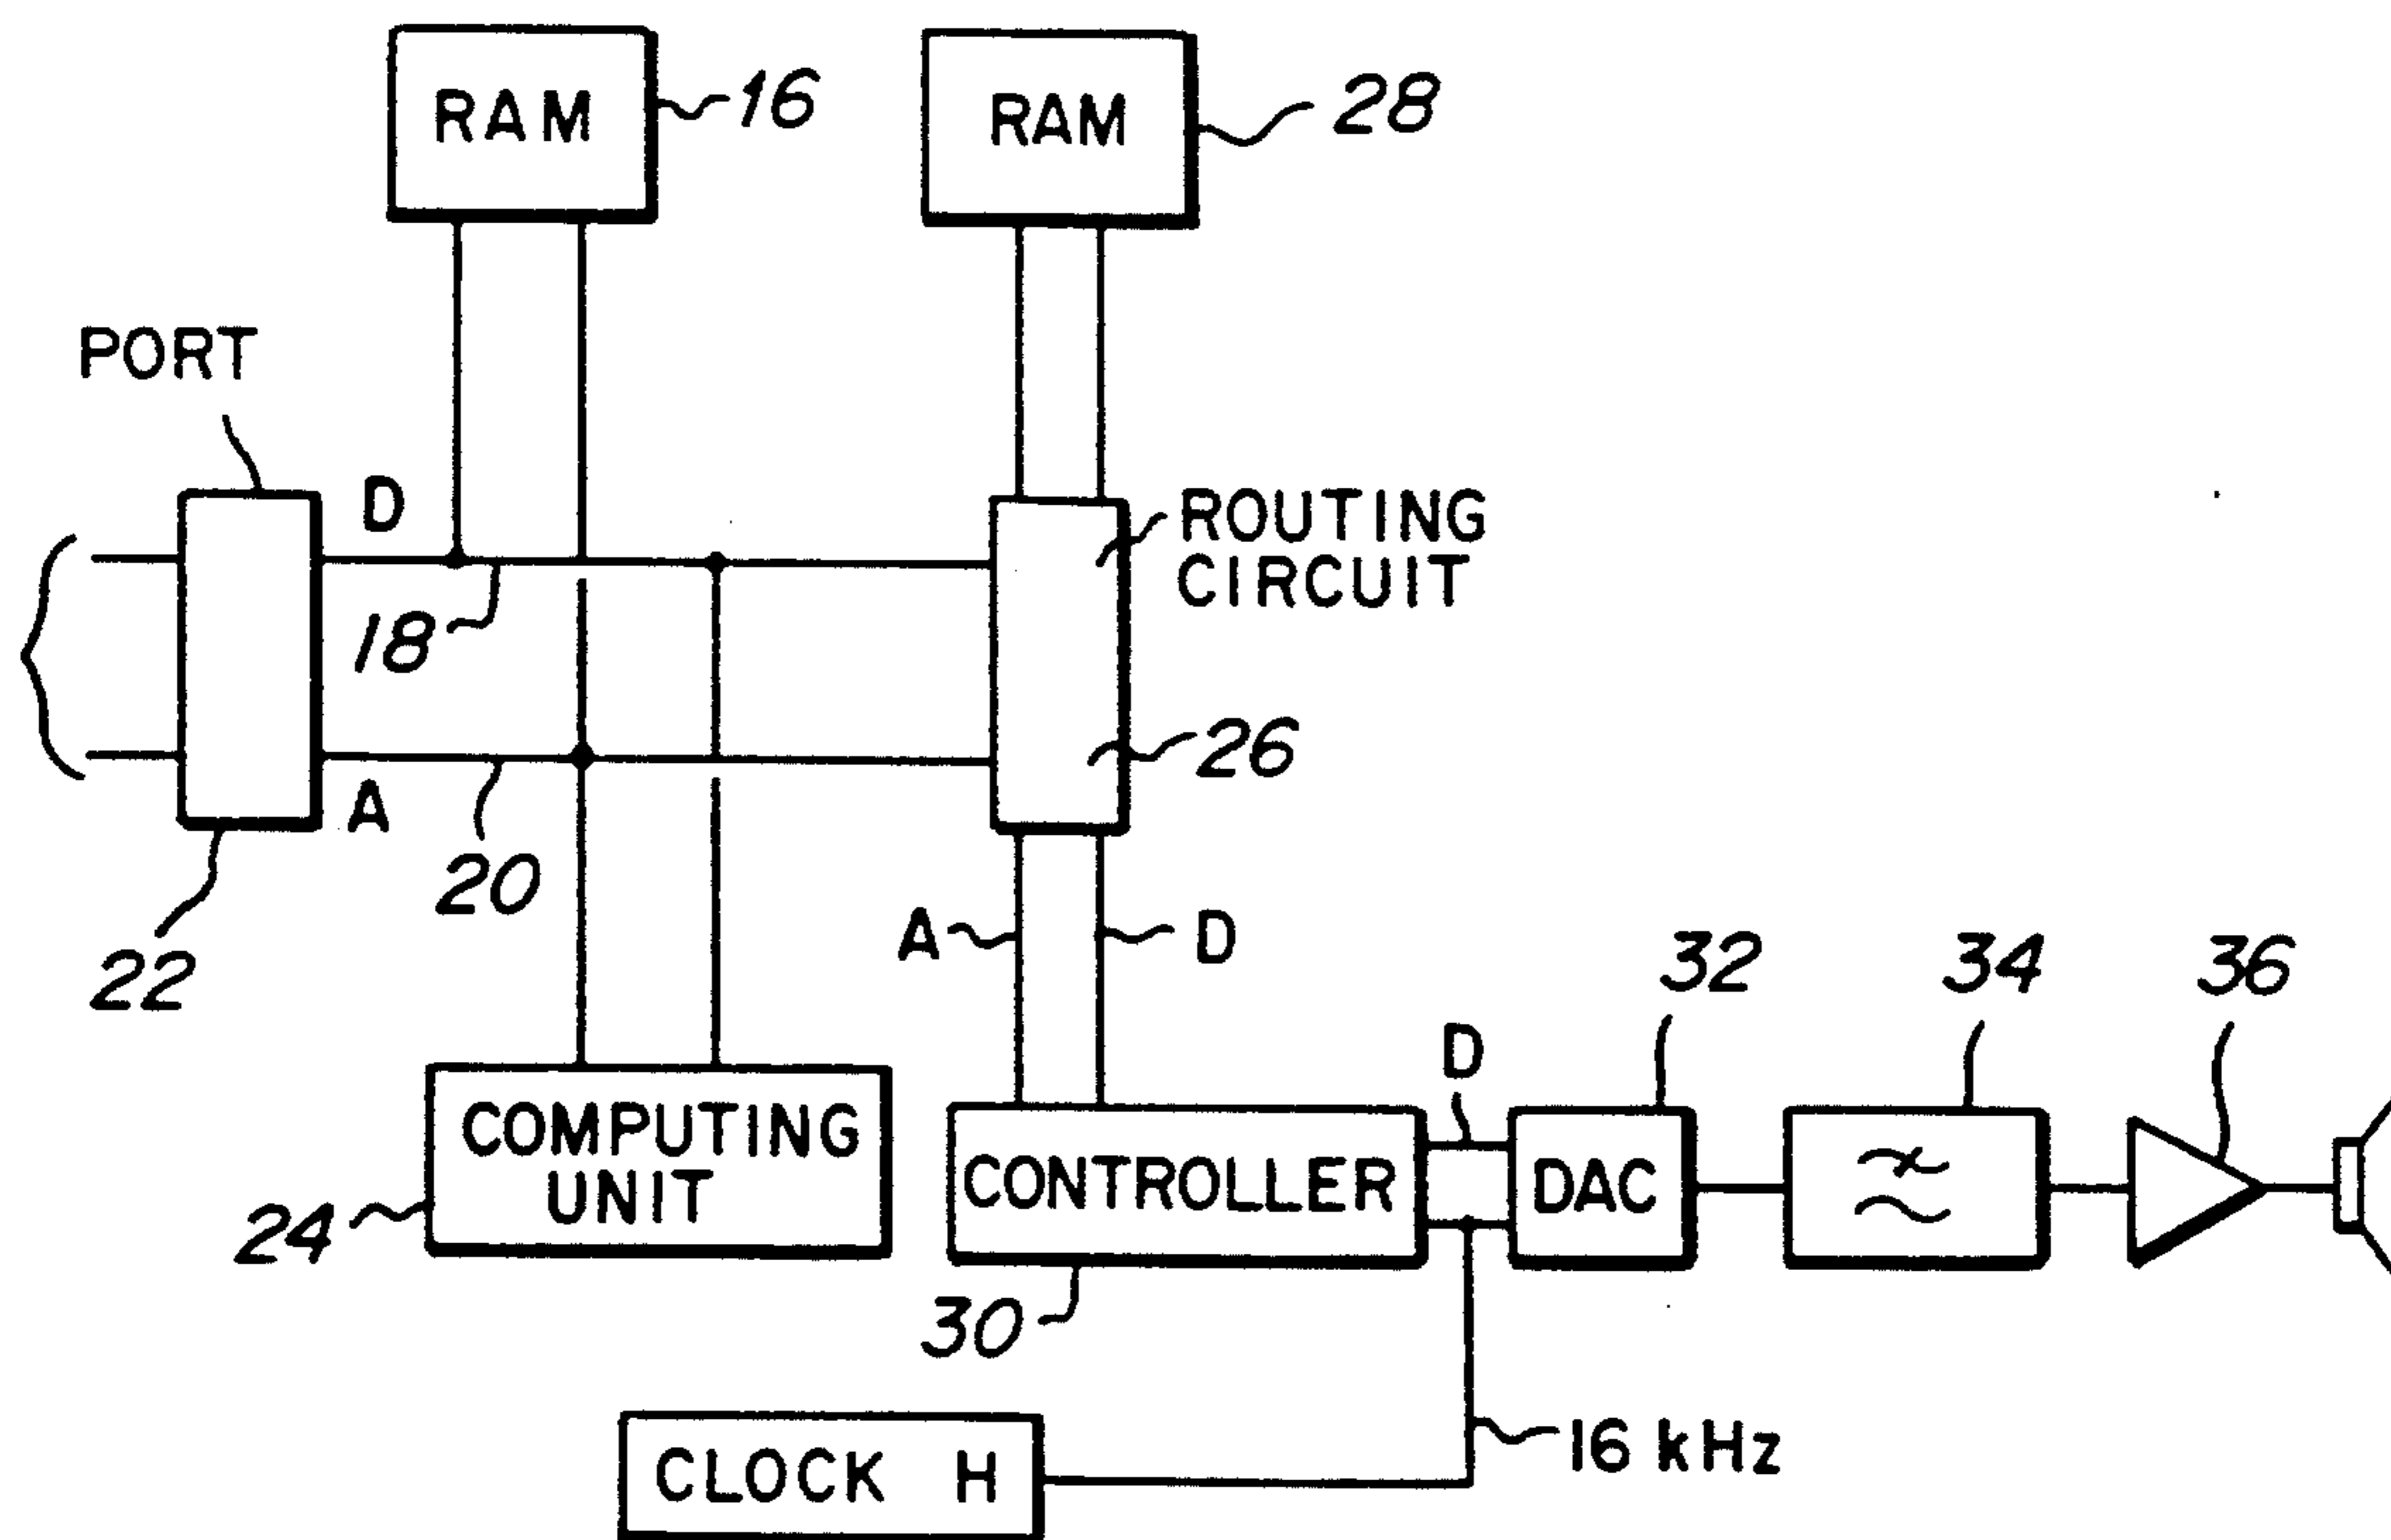 RAM
16
RAM
28
PORT
D
ROUTING
CIRCUIT
18
26
A
20
22
A
D
32
34
36
D
COMPUTING
UNIT
24
CONTROLLER
DAC
30
CLOCK H
16 kHz